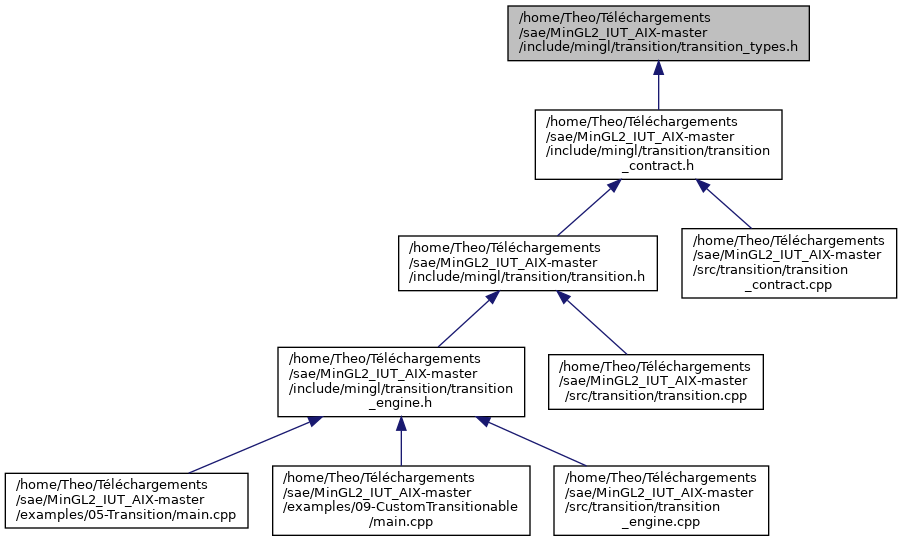 /home/Theo/Téléchargements
/sae/MinGL2_IUT_AIX-master
/include/mingl/transition/transition_types.h
/home/Theo/Téléchargements
/sae/MinGL2_IUT_AIX-master
/include/mingl/transition/transition
_contract.h
/home/Theo/Téléchargements
/sae/MinGL2_IUT_AIX-master
/include/mingl/transition/transition.h
/home/Theo/Téléchargements
/sae/MinGL2_IUT_AIX-master
/src/transition/transition
_contract.cpp
/home/Theo/Téléchargements
/sae/MinGL2_IUT_AIX-master
/include/mingl/transition/transition
_engine.h
/home/Theo/Téléchargements
/sae/MinGL2_IUT_AIX-master
/src/transition/transition.cpp
/home/Theo/Téléchargements
/sae/MinGL2_IUT_AIX-master
/examples/05-Transition/main.cpp
/home/Theo/Téléchargements
/sae/MinGL2_IUT_AIX-master
/examples/09-CustomTransitionable
/main.cpp
/home/Theo/Téléchargements
/sae/MinGL2_IUT_AIX-master
/src/transition/transition
_engine.cpp